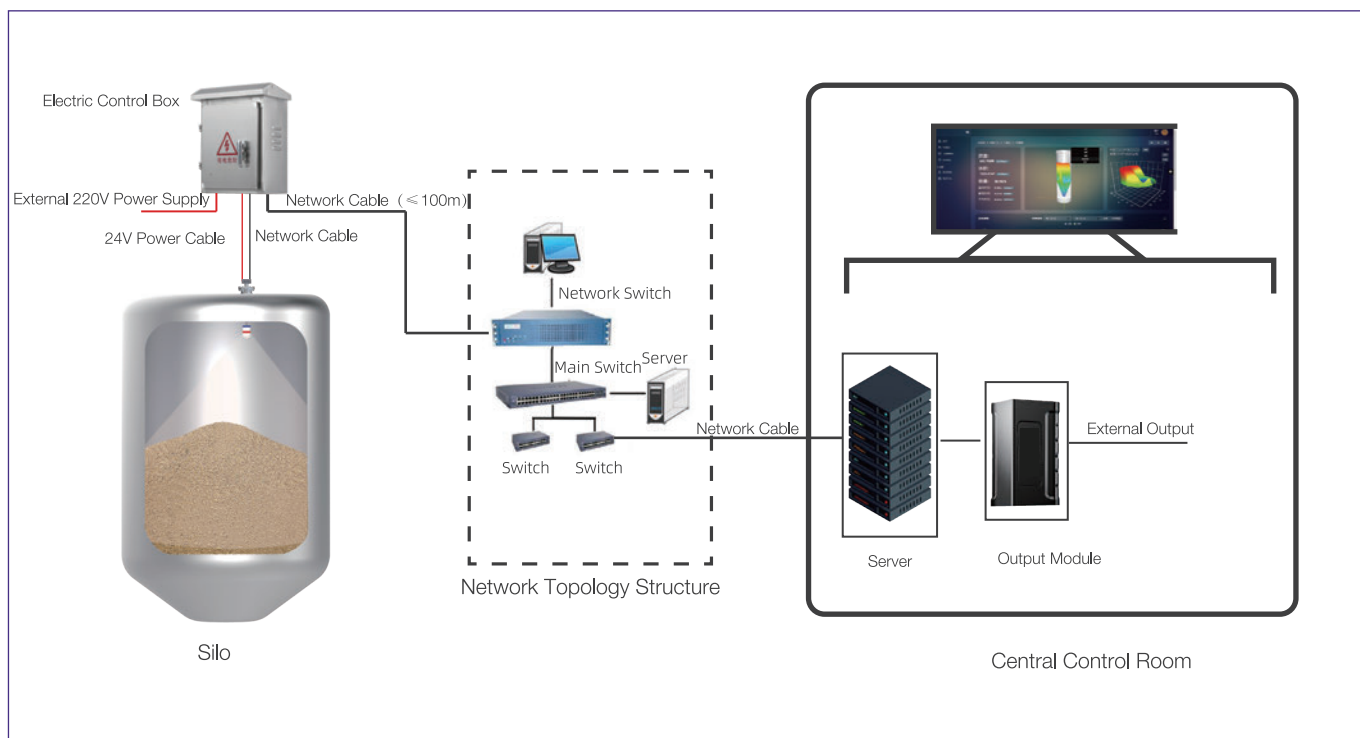 Electric Control Box
External 220V Power Supply
Network Cable（≤100m）
24V Power Cable
Network Cable
Network Switch
Main Switch
Server
Switch
Switch
Network Topology Structure
Network Cable
External Output
Server
Output Module
Silo
Central Control Room